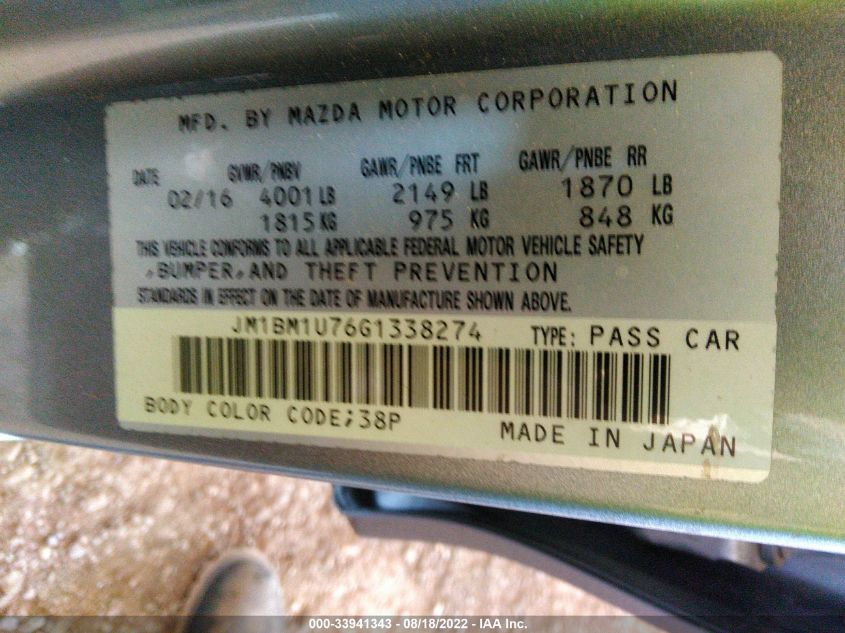 MFD. BY MAZDA MOTOR CORPORATION
DATE GVWR/PNBV GAWR/PNBE FRT GAWR/PNBE RR
02/16 4001 LB 2149 LB 1870 LB
1815 KG 975 KG 848 KG
THIS VEHICLE CONFORMS TO ALL APPLICABLE FEDERAL MOTOR VEHICLE SAFETY
,BUMPER,AND THEFT PREVENTION
STANDARDS IN EFFECT ON THE DATE OF MANUFACTURE SHOWN ABOVE.
JM1BM1U76G1338274 TYPE: PASS CAR
BODY COLOR CODE;38P
MADE IN JAPAN
000-33941343 - 08/18/2022 - IAA Inc.